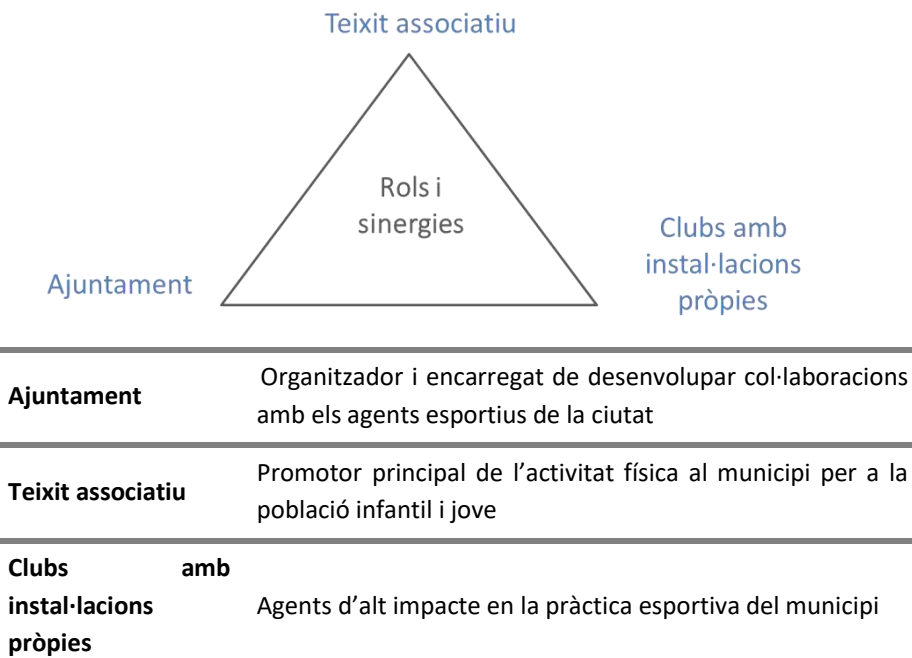 Teixit associatiu
Rols i
sinergies
Clubs amb
instal·lacions
pròpies
Ajuntament
Ajuntament
Organitzador i encarregat de desenvolupar col·laboracions
amb els agents esportius de la ciutat
Teixit associatiu
Promotor principal de l’activitat física al municipi per a la
població infantil i jove
Clubs amb
instal·lacions
pròpies
Agents d’alt impacte en la pràctica esportiva del municipi